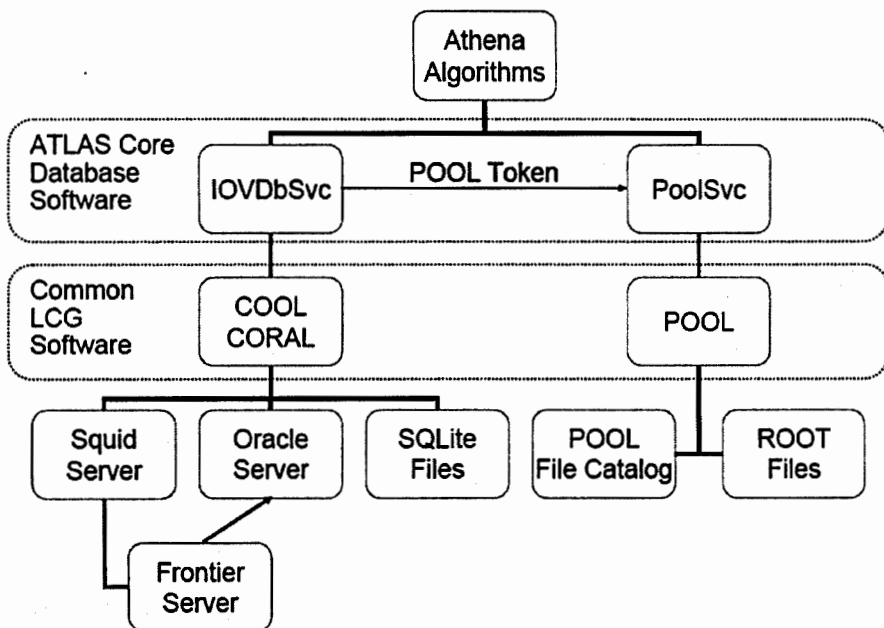 Athena
Algorithms
ATLAS Core
Database
Software
IOVDbSvc
POOL Token
PoolSvc
Common
LCG
Software
COOL
CORAL
POOL
Squid
Server
Oracle
Server
SQLite
Files
POOL
File Catalog
ROOT
Files
Frontier
Server